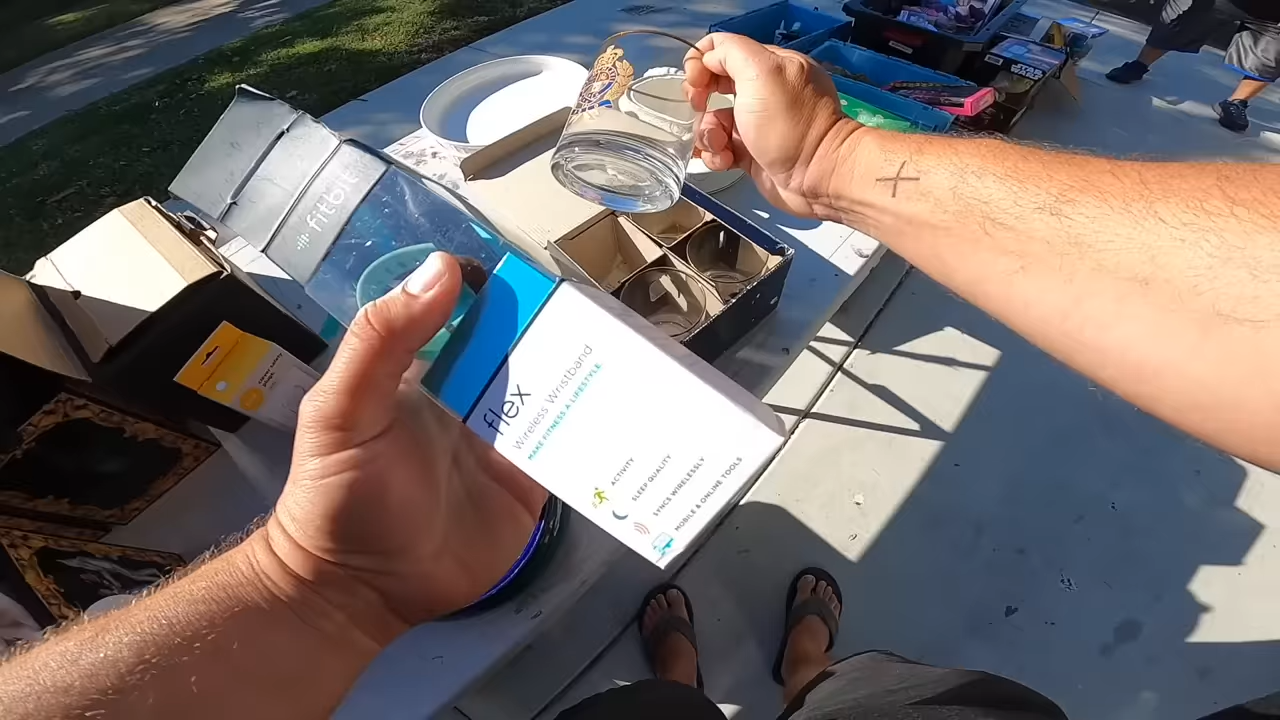 fitbit
flex
Wireless Wristband
MAKE FITNESS A LIFESTYLE
ACTIVITY
SLEEP QUALITY
SYNCS WIRELESSLY
MOBILE & ONLINE TOOLS
STAR
WARS